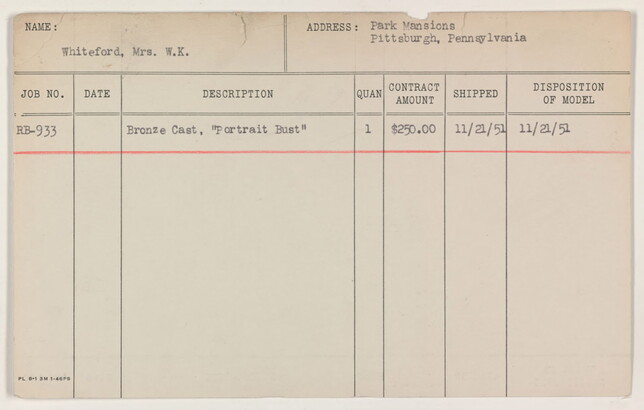 NAME:
Whiteford, Mrs. W.K.
ADDRESS: Park Mansions
Pittsburgh, Pennsylvania
JOB NO. DATE DESCRIPTION QUAN CONTRACT AMOUNT SHIPPED DISPOSITION OF MODEL
RB-933 Bronze Cast, "Portrait Bust" 1 $250.00 11/21/51 11/21/51